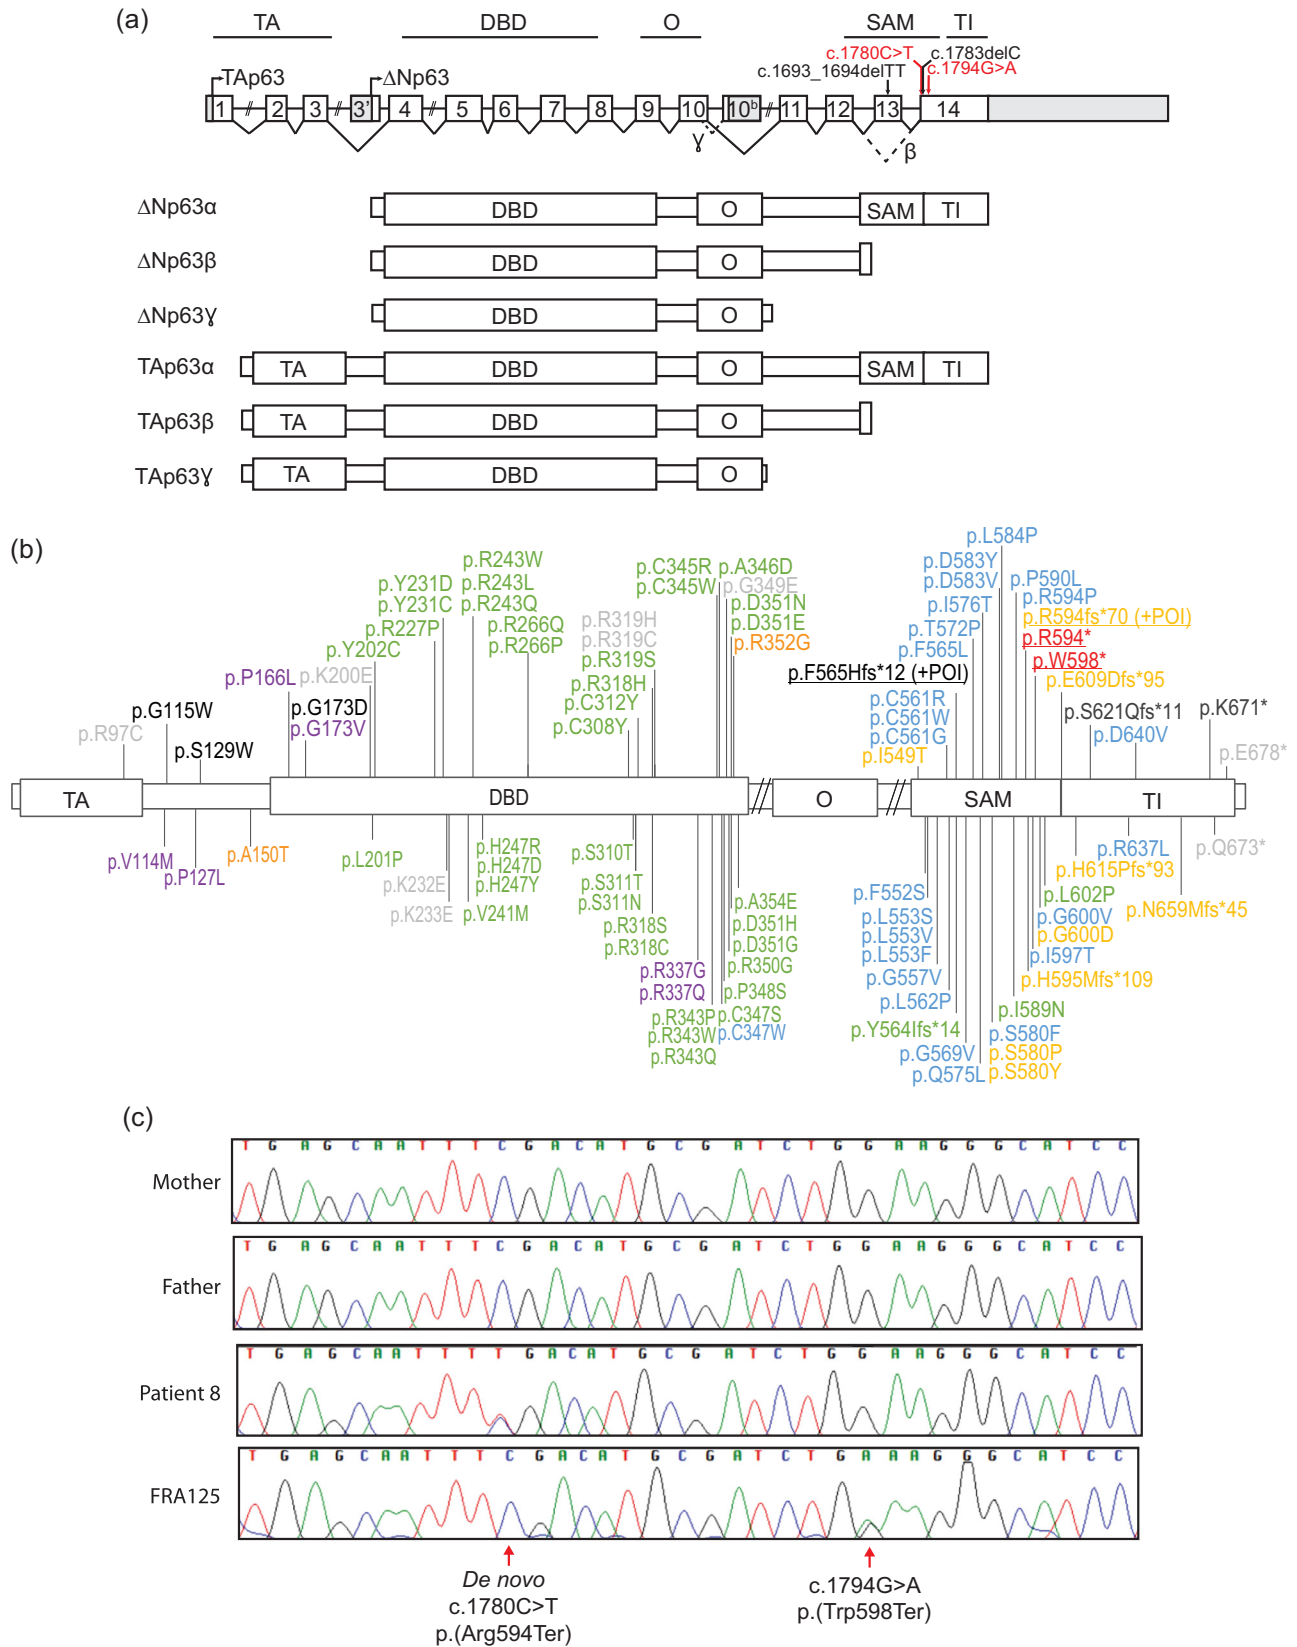 (a)
TA DBD O SAM TI
c.1780C>T c.1783delC
c.1693_1694delTT c.1794G>A
TAp63 ΔNp63
1 // 2 3 // 3' 4 // 5 6 7 8 9 10 10ᵇ // 11 12 13 14
γ β
ΔNp63α DBD O SAM TI
ΔNp63β DBD O
ΔNp63γ DBD O
TAp63α TA DBD O SAM TI
TAp63β TA DBD O
TAp63γ TA DBD O
(b)
p.R97C
p.G115W
p.S129W
p.P166L
p.G173D
p.G173V
p.K200E
p.Y202C
p.R227P
p.Y231C
p.Y231D
p.R243W
p.R243L
p.R243Q
p.R266Q
p.R266P
p.C308Y
p.C312Y
p.R318H
p.R319S
p.R319C
p.R319H
p.C345R
p.C345W
p.A346D
p.G349E
p.D351N
p.D351E
p.R352G
p.I549T
p.C561G
p.C561W
p.C561R
p.F565Hfs*12 (+POI)
p.F565L
p.T572P
p.I576T
p.D583V
p.D583Y
p.L584P
p.P590L
p.R594P
p.R594fs*70 (+POI)
p.R594*
p.W598*
p.E609Dfs*95
p.S621Qfs*11
p.D640V
p.K671*
p.E678*
TA DBD // O // SAM TI
p.V114M
p.P127L
p.A150T
p.L201P
p.K232E
p.K233E
p.V241M
p.H247R
p.H247D
p.H247Y
p.S310T
p.S311T
p.S311N
p.R318S
p.R318C
p.R337G
p.R337Q
p.R343P
p.R343W
p.R343Q
p.C347W
p.C347S
p.P348S
p.R350G
p.D351G
p.D351H
p.A354E
p.F552S
p.L553S
p.L553V
p.L553F
p.G557V
p.L562P
p.Y564Ifs*14
p.G569V
p.Q575L
p.S580F
p.S580P
p.S580Y
p.I589N
p.H595Mfs*109
p.I597T
p.G600D
p.G600V
p.L602P
p.H615Pfs*93
p.R637L
p.N659Mfs*45
p.Q673*
(c)
T G A G C A A T T T C G A C A T G C G A T C T G G A A G G G C A T C C
Mother
T G A G C A A T T T C G A C A T G C G A T C T G G A A G G G C A T C C
Father
T G A G C A A T T T T G A C A T G C G A T C T G G A A G G G C A T C C
Patient 8
T G A G C A A T T T C G A C A T G C G A T C T G A A A G G G C A T C C
FRA125
De novo
c.1780C>T
p.(Arg594Ter)
c.1794G>A
p.(Trp598Ter)